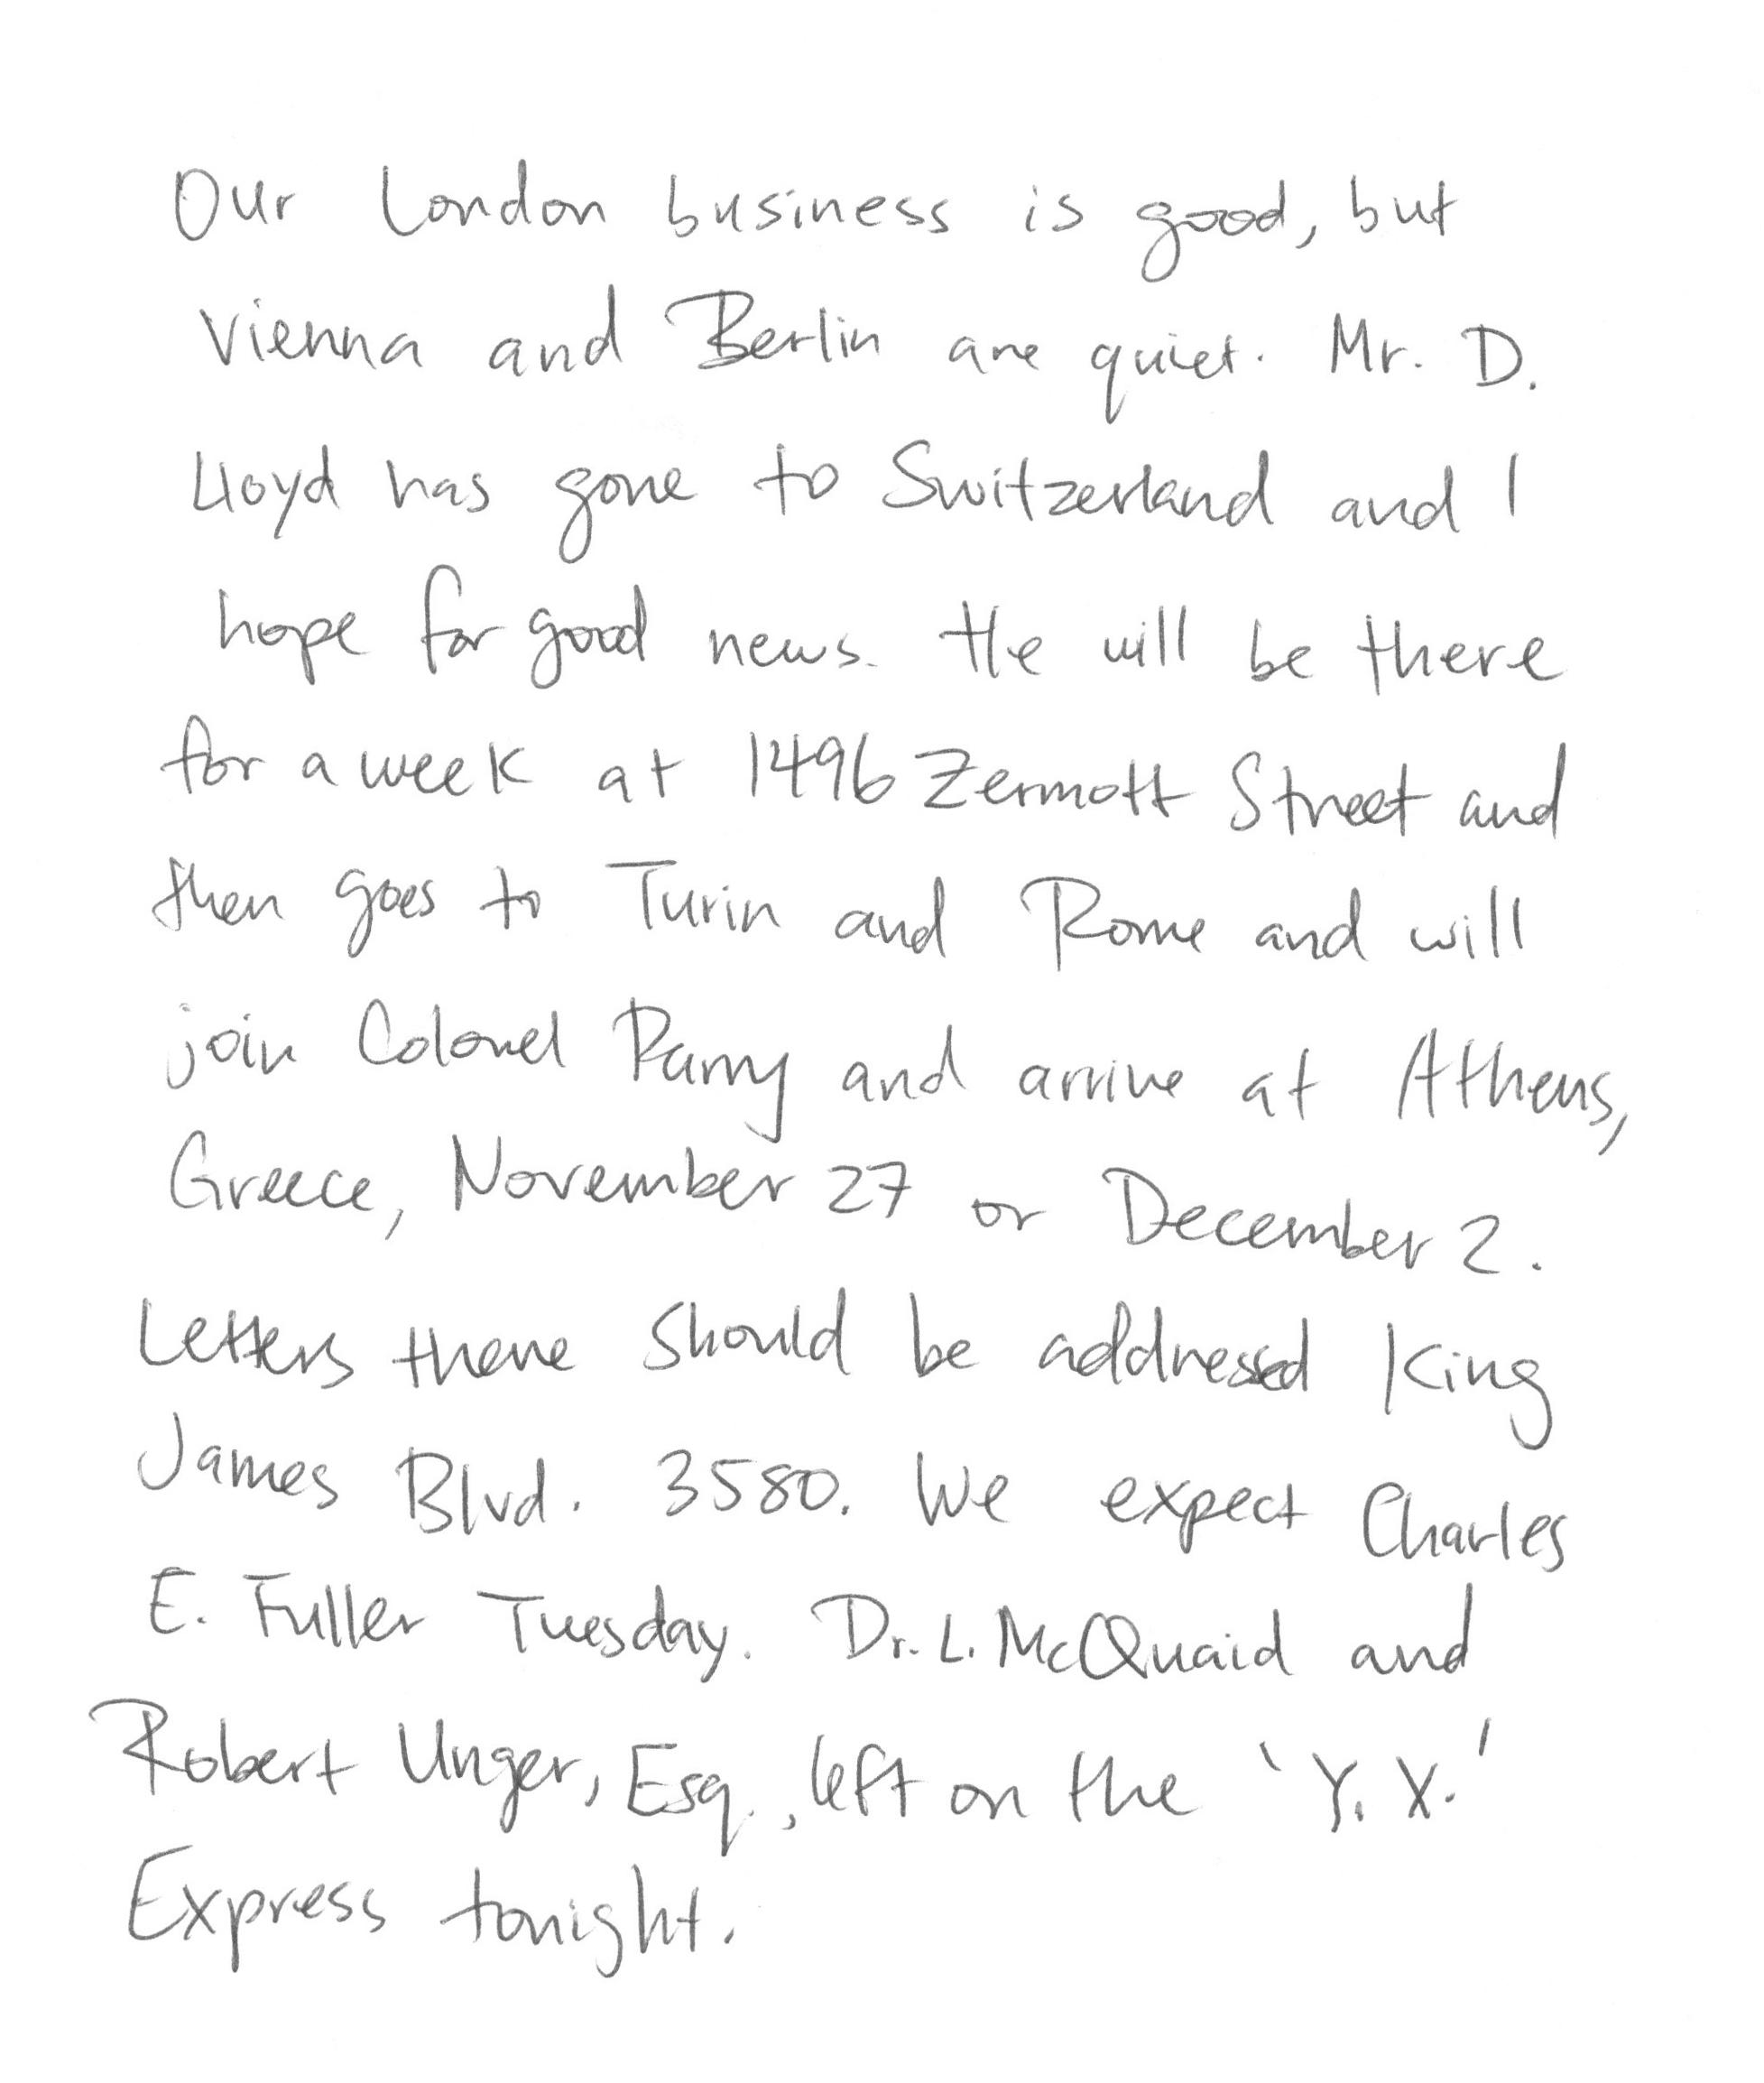 Our London business is good, but
Vienna and Berlin are quiet. Mr. D.
Lloyd has gone to Switzerland and I
hope for good news. He will be there
for a week at 1496 Zermott Street and
then goes to Turin and Rome and will
join Colonel Parry and arrive at Athens,
Greece, November 27 or December 2.
Letters there should be addressed King
James Blvd. 3580. We expect Charles
E. Fuller Tuesday. Dr. L. McQuaid and
Robert Unger, Esq., left on the 'Y. X.'
Express tonight.